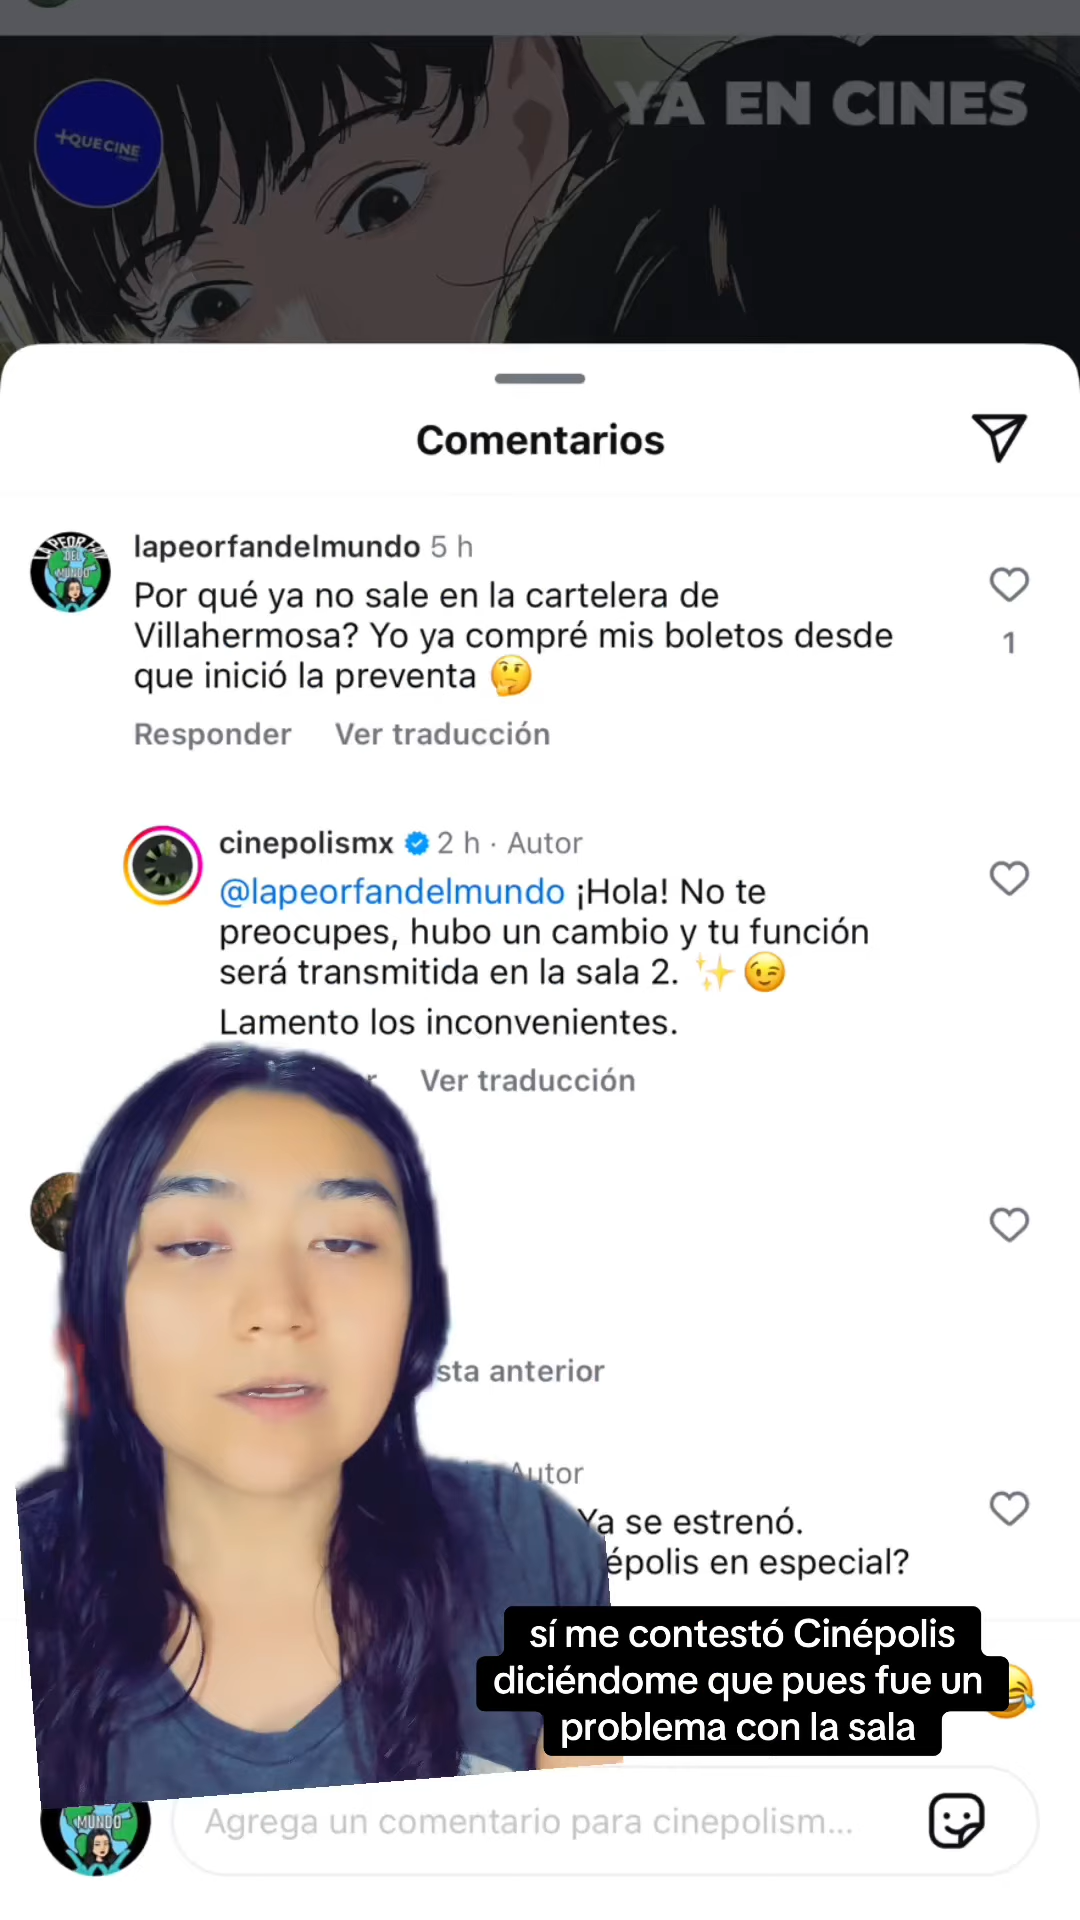 YA EN CINES
+QUE CINE
Comentarios
lapeorfandelmundo 5 h
Por qué ya no sale en la cartelera de
Villahermosa? Yo ya compré mis boletos desde
que inició la preventa 🤔
1
Responder Ver traducción
cinepolismx 2 h · Autor
@lapeorfandelmundo ¡Hola! No te
preocupes, hubo un cambio y tu función
será transmitida en la sala 2. ✨😉
Lamento los inconvenientes.
Ver traducción
sta anterior
Autor
Ya se estrenó.
épolis en especial?
sí me contestó Cinépolis
diciéndome que pues fue un
problema con la sala
MUNDO
Agrega un comentario para cinepolism...